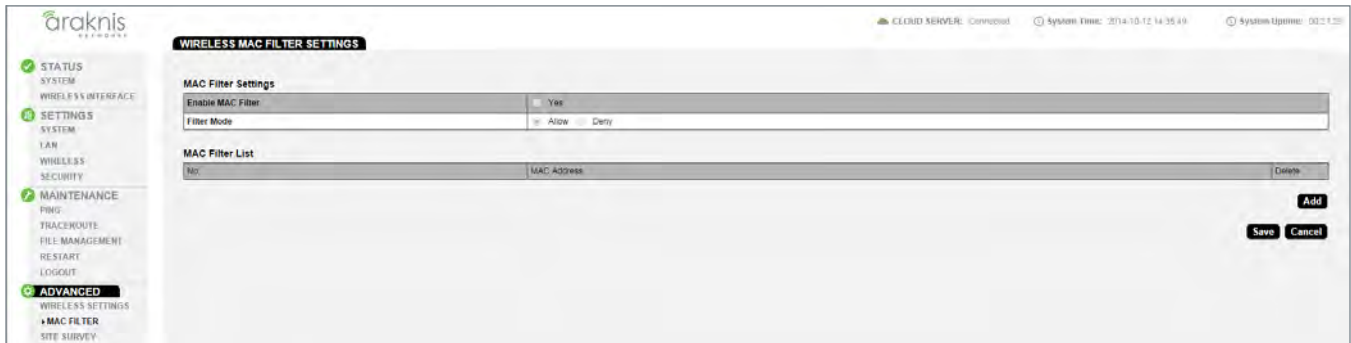 araknis
NETWORKS
CLOUD SERVER: Connected
System Time: 2014-10-12 14:35:49
System Uptime:
WIRELESS MAC FILTER SETTINGS
STATUS
SYSTEM
WIRELESS INTERFACE
SETTINGS
SYSTEM
LAN
WIRELESS
SECURITY
MAINTENANCE
PING
TRACEROUTE
FILE MANAGEMENT
RESTART
LOGOUT
ADVANCED
WIRELESS SETTINGS
MAC FILTER
SITE SURVEY
MAC Filter Settings
Enable MAC Filter Yes
Filter Mode Allow Deny
MAC Filter List
No. MAC Address Delete
Add
Save Cancel